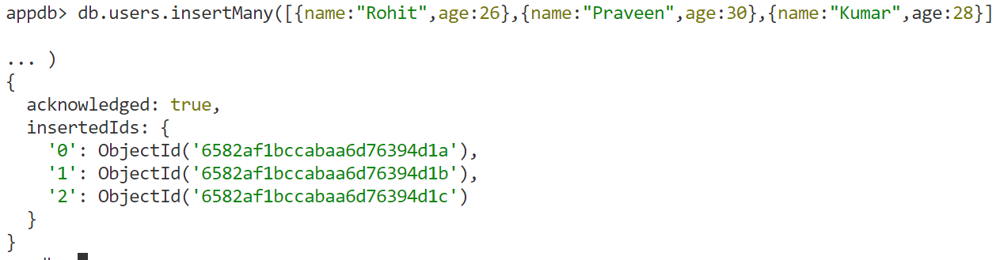 appdb> db.users.insertMany([{name:"Rohit",age:26},{name:"Praveen",age:30},{name:"Kumar",age:28}]
... )
{
  acknowledged: true,
  insertedIds: {
    '0': ObjectId('6582af1bccabaa6d76394d1a'),
    '1': ObjectId('6582af1bccabaa6d76394d1b'),
    '2': ObjectId('6582af1bccabaa6d76394d1c')
  }
}